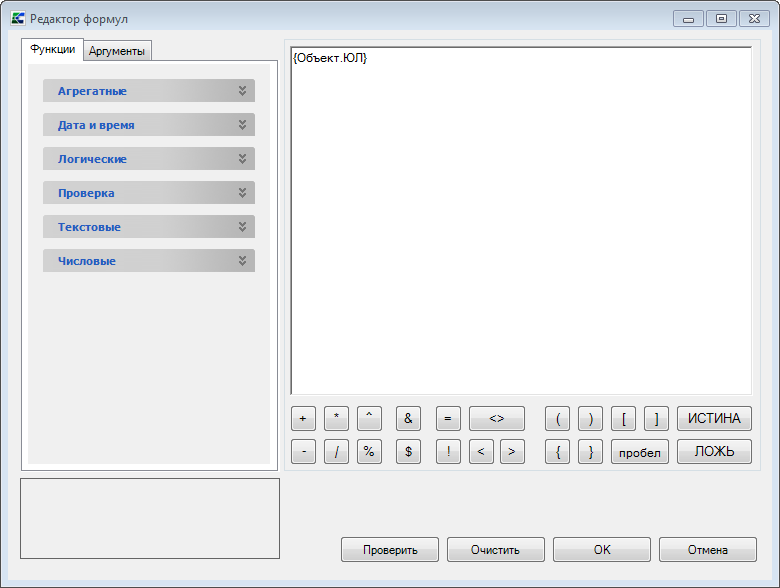 Редактор формул
Функции
Аргументы
Агрегатные
Дата и время
Логические
Проверка
Текстовые
Числовые
{Объект.ЮЛ}
+ * ^ & = <> ( ) [ ] ИСТИНА
- / % $ ! < > { } пробел ЛОЖЬ
Проверить Очистить OK Отмена